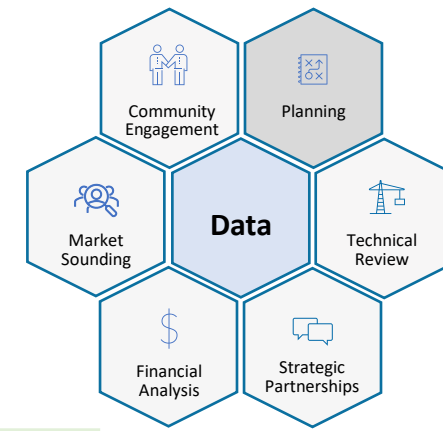 Community
Engagement
Planning
Market
Sounding
Data
Technical
Review
Financial
Analysis
Strategic
Partnerships